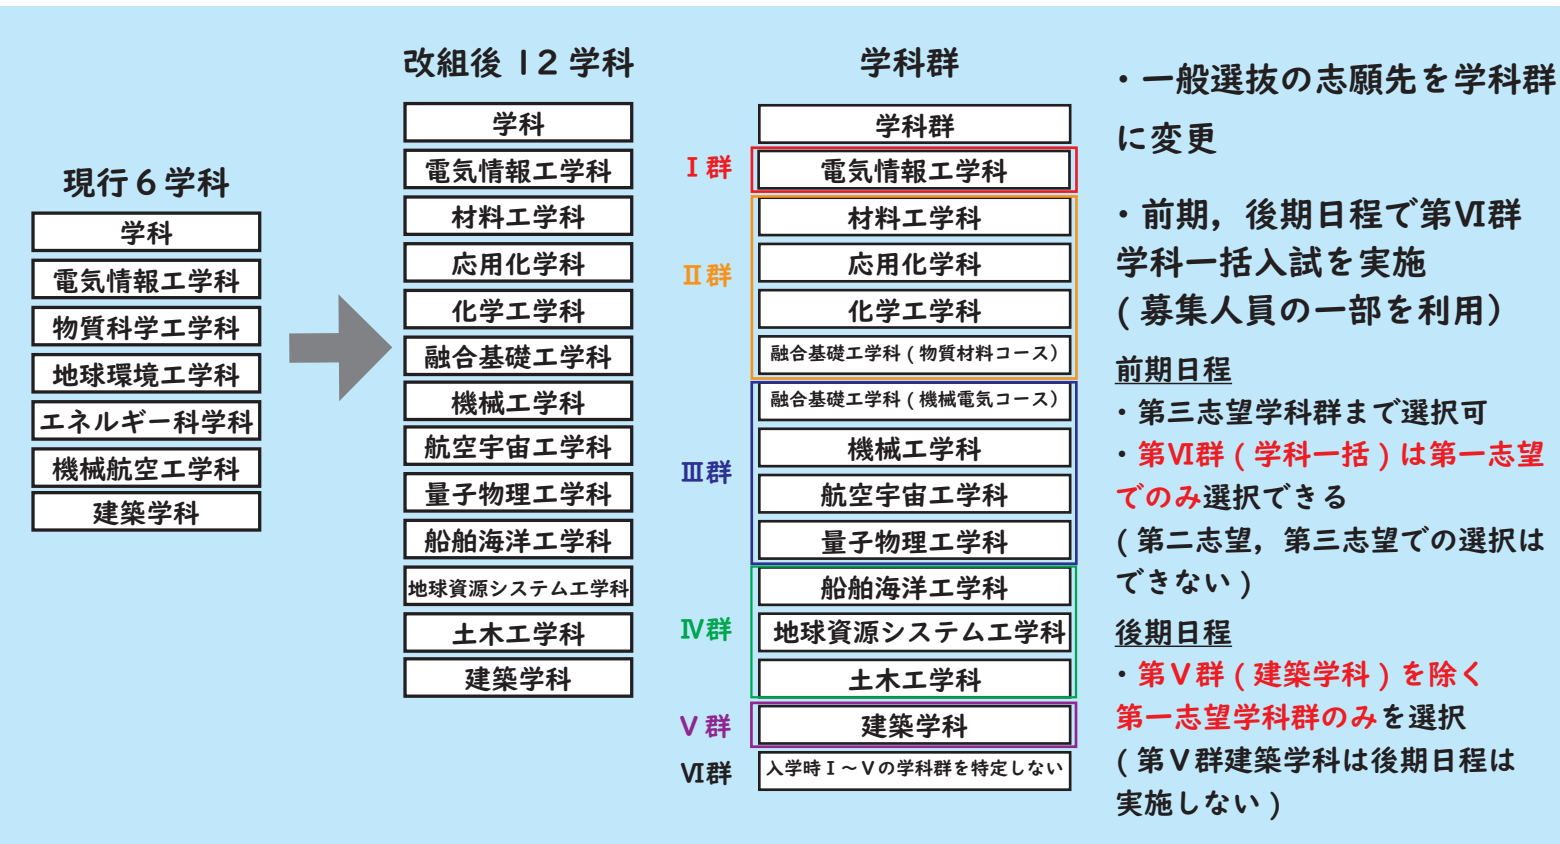 現行6学科
学科
電気情報工学科
物質科学工学科
地球環境工学科
エネルギー科学科
機械航空工学科
建築学科
改組後 12 学科
学科
電気情報工学科
材料工学科
応用化学科
化学工学科
融合基礎工学科
機械工学科
航空宇宙工学科
量子物理工学科
船舶海洋工学科
地球資源システム工学科
土木工学科
建築学科
学科群
学科群
Ⅰ群
電気情報工学科
Ⅱ群
材料工学科
応用化学科
化学工学科
融合基礎工学科(物質材料コース)
Ⅲ群
融合基礎工学科(機械電気コース)
機械工学科
航空宇宙工学科
量子物理工学科
Ⅳ群
船舶海洋工学科
地球資源システム工学科
土木工学科
Ⅴ群
建築学科
Ⅵ群
入学時Ⅰ~Ⅴの学科群を特定しない
・一般選抜の志願先を学科群
に変更
・前期,後期日程で第Ⅵ群
学科一括入試を実施
(募集人員の一部を利用)
前期日程
・第三志望学科群まで選択可
・第Ⅵ群(学科一括)は第一志望
でのみ選択できる
(第二志望,第三志望での選択は
できない)
後期日程
・第Ⅴ群(建築学科)を除く
第一志望学科群のみを選択
(第Ⅴ群建築学科は後期日程は
実施しない)